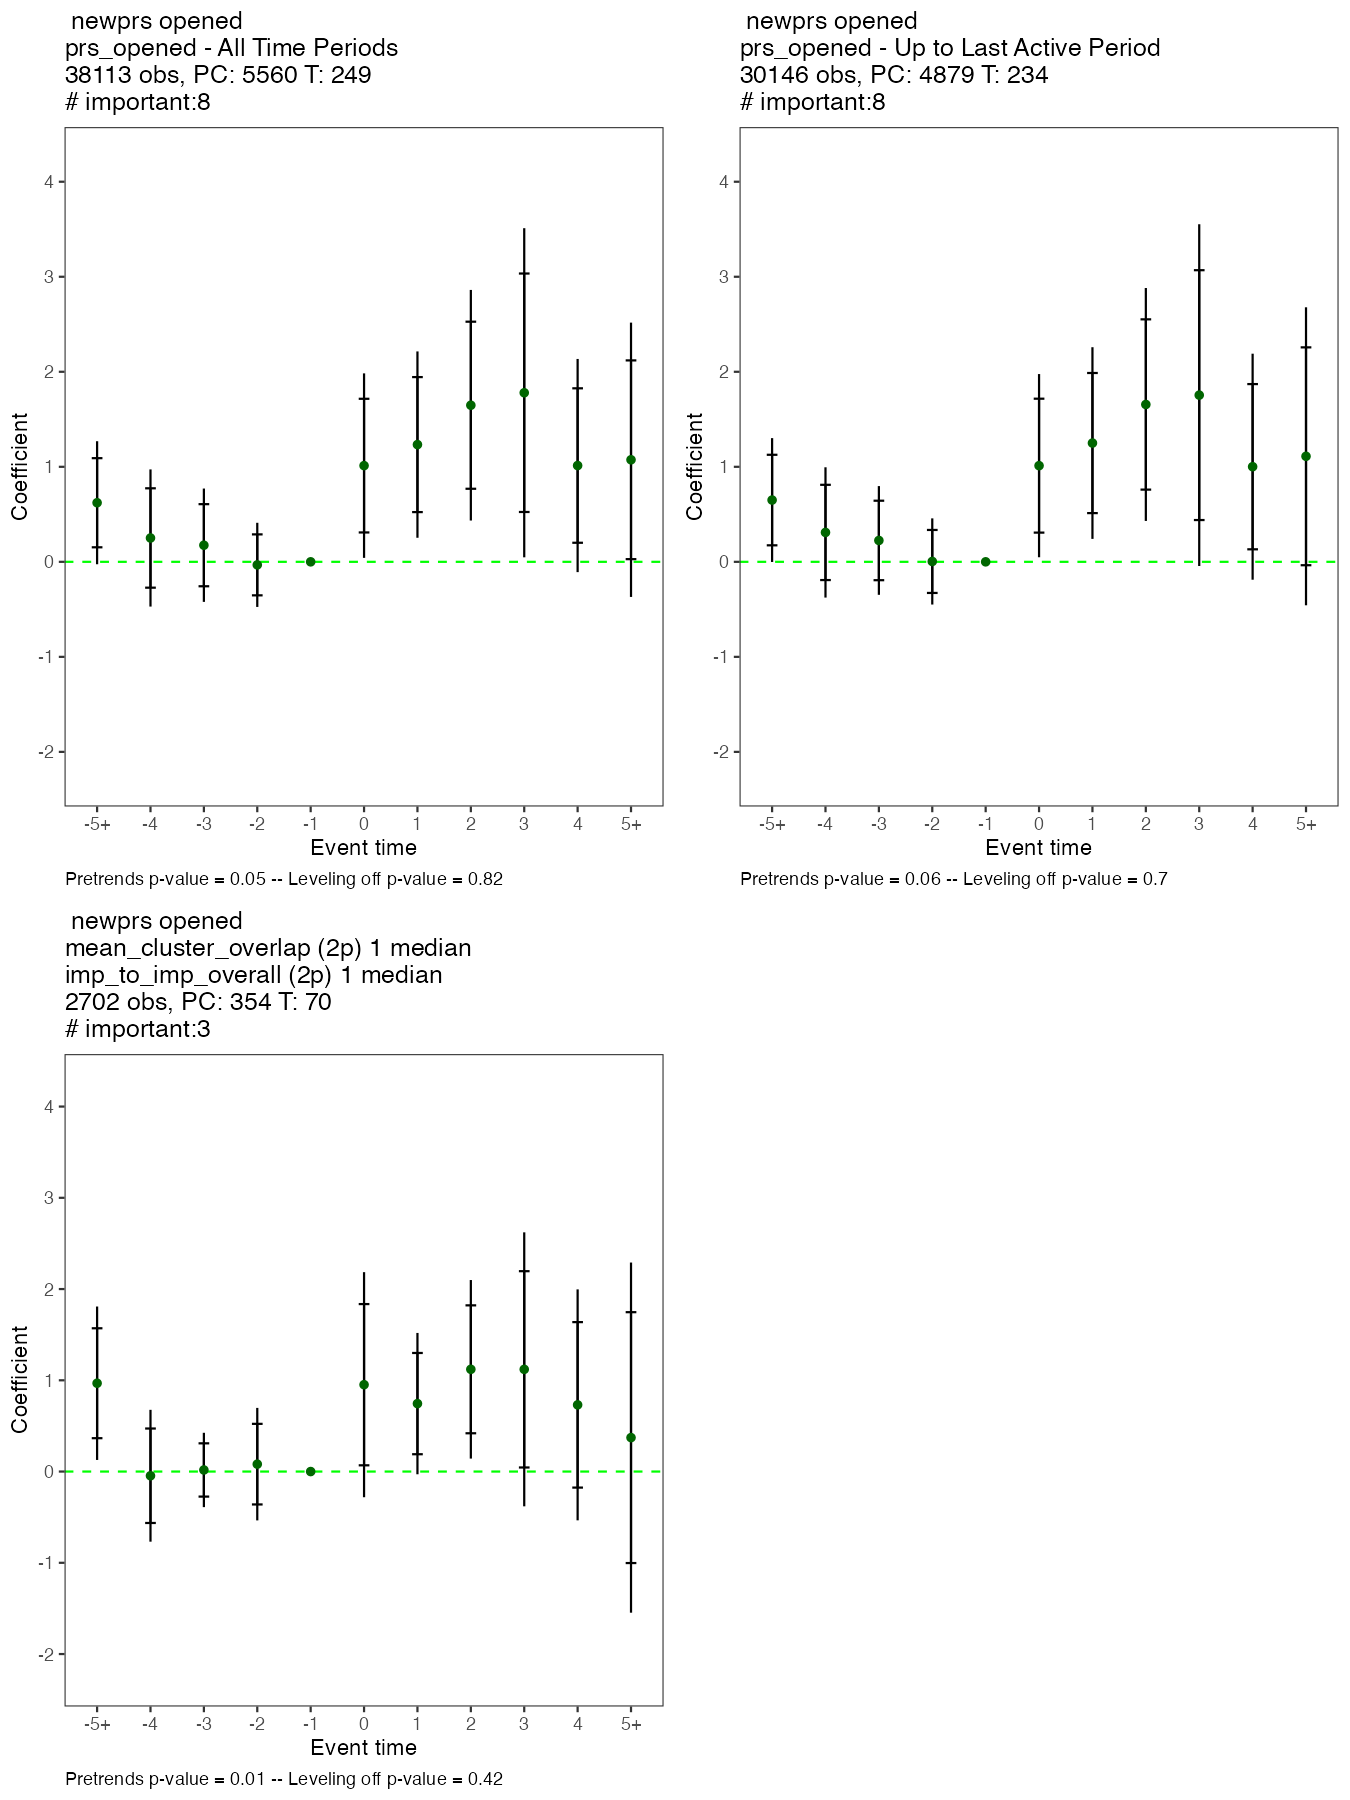 newprs opened
prs_opened - All Time Periods
38113 obs, PC: 5560 T: 249
# important:8
4
3
2
1
0
-1
-2
Coefficient
-5+ -4 -3 -2 -1 0 1 2 3 4 5+
Event time
Pretrends p-value = 0.05 -- Leveling off p-value = 0.82
newprs opened
prs_opened - Up to Last Active Period
30146 obs, PC: 4879 T: 234
# important:8
4
3
2
1
0
-1
-2
Coefficient
-5+ -4 -3 -2 -1 0 1 2 3 4 5+
Event time
Pretrends p-value = 0.06 -- Leveling off p-value = 0.7
newprs opened
mean_cluster_overlap (2p) 1 median
imp_to_imp_overall (2p) 1 median
2702 obs, PC: 354 T: 70
# important:3
4
3
2
1
0
-1
-2
Coefficient
-5+ -4 -3 -2 -1 0 1 2 3 4 5+
Event time
Pretrends p-value = 0.01 -- Leveling off p-value = 0.42